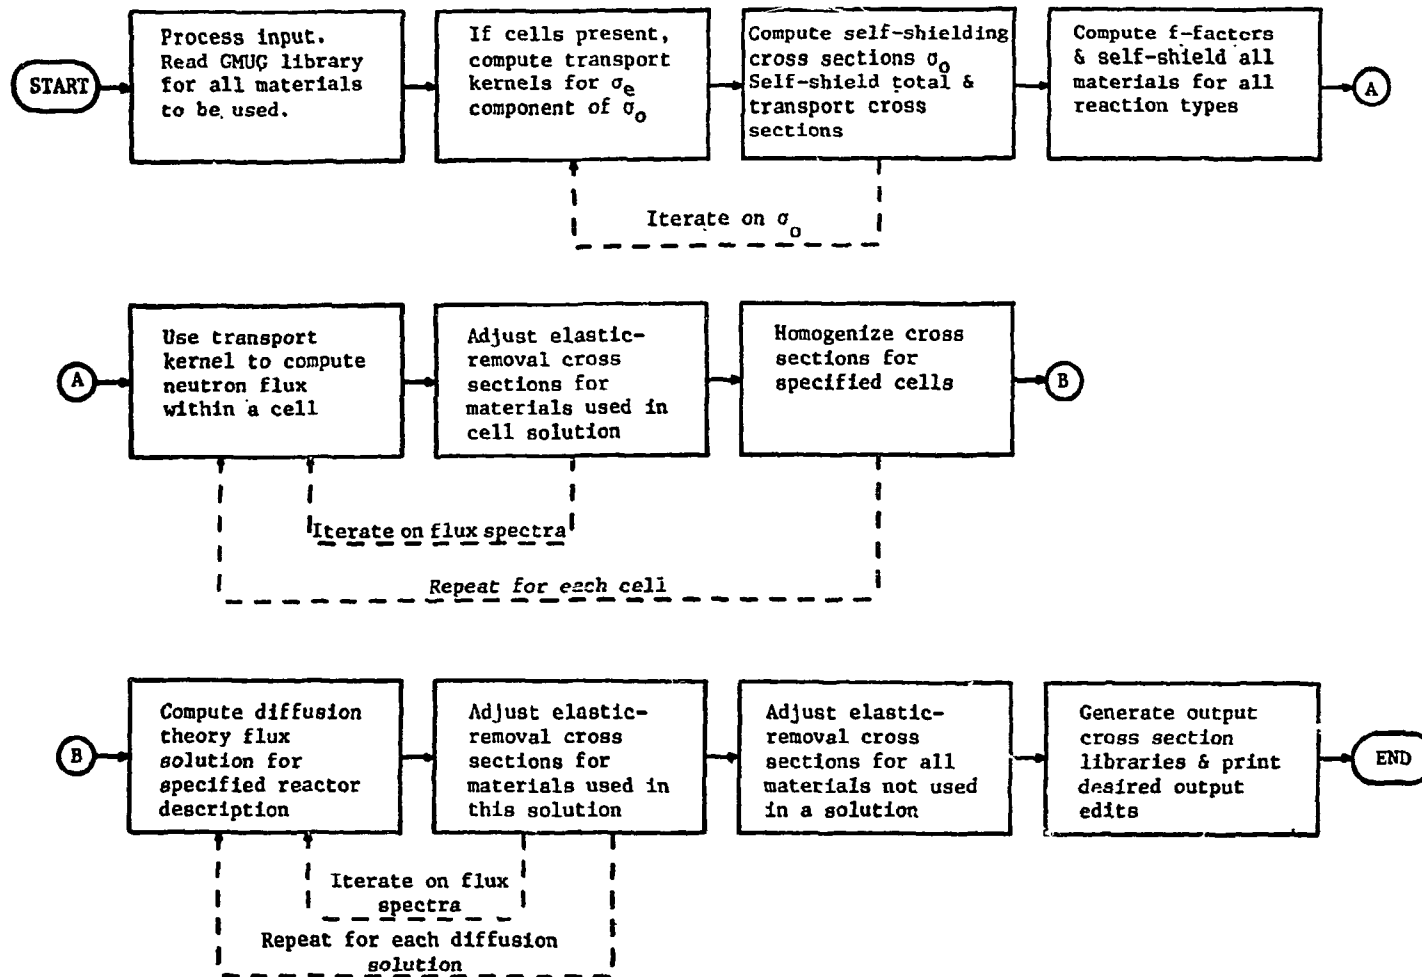 START
Process input.
Read GMUG library
for all materials
to be used.
If cells present,
compute transport
kernels for σe
component of σo
Compute self-shielding
cross sections σo
Self-shield total &
transport cross
sections
Compute f-factors
& self-shield all
materials for all
reaction types
A
Iterate on σo
A
Use transport
kernel to compute
neutron flux
within a cell
Adjust elastic-
removal cross
sections for
materials used in
cell solution
Homogenize cross
sections for
specified cells
B
Iterate on flux spectra
Repeat for each cell
B
Compute diffusion
theory flux
solution for
specified reactor
description
Adjust elastic-
removal cross
sections for
materials used in
this solution
Adjust elastic-
removal cross
sections for all
materials not used
in a solution
Generate output
cross section
libraries & print
desired output
edits
END
Iterate on flux
spectra
Repeat for each diffusion
solution